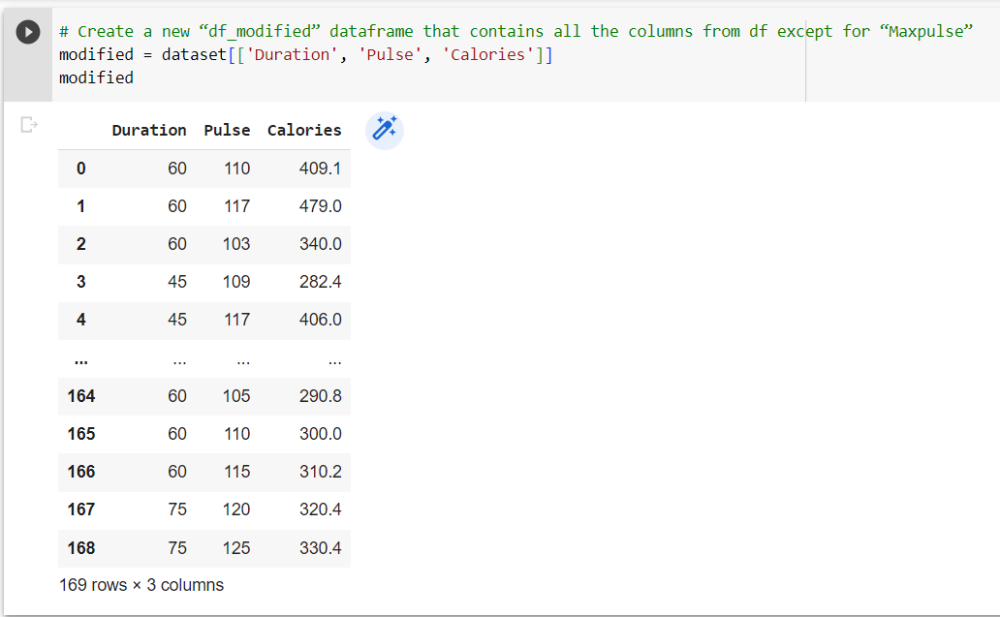 # Create a new “df_modified” dataframe that contains all the columns from df except for “Maxpulse”
modified = dataset[['Duration', 'Pulse', 'Calories']]
modified
Duration Pulse Calories
0 60 110 409.1
1 60 117 479.0
2 60 103 340.0
3 45 109 282.4
4 45 117 406.0
... ... ... ...
164 60 105 290.8
165 60 110 300.0
166 60 115 310.2
167 75 120 320.4
168 75 125 330.4
169 rows × 3 columns